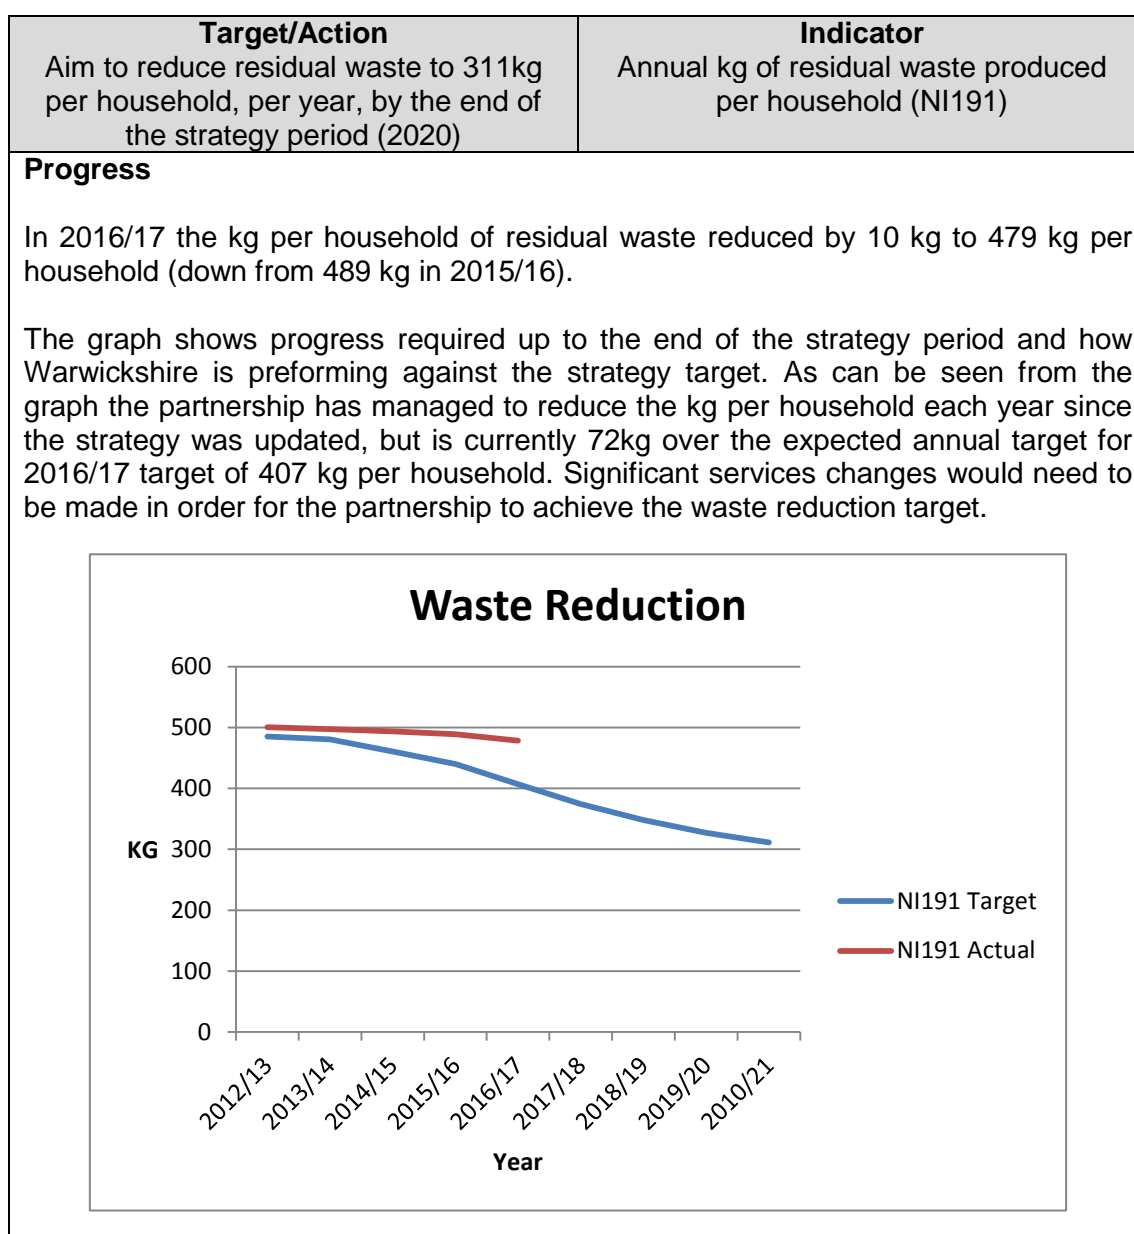 Target/Action
Aim to reduce residual waste to 311kg
per household, per year, by the end of
the strategy period (2020)
Indicator
Annual kg of residual waste produced
per household (NI191)
Progress
In 2016/17 the kg per household of residual waste reduced by 10 kg to 479 kg per
household (down from 489 kg in 2015/16).
The graph shows progress required up to the end of the strategy period and how
Warwickshire is preforming against the strategy target. As can be seen from the
graph the partnership has managed to reduce the kg per household each year since
the strategy was updated, but is currently 72kg over the expected annual target for
2016/17 target of 407 kg per household. Significant services changes would need to
be made in order for the partnership to achieve the waste reduction target.
Waste Reduction
600
500
400
KG 300
200
100
0
NI191 Target
NI191 Actual
2012/13
2013/14
2014/15
2015/16
2016/17
2017/18
2018/19
2019/20
2010/21
Year